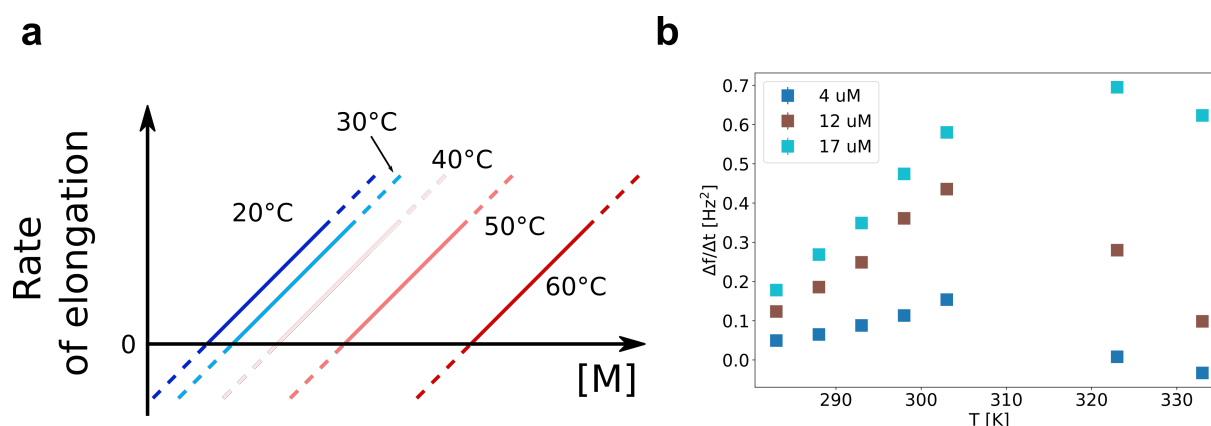 a
Rate
of elongation
0
20°C
30°C
40°C
50°C
60°C
[M]
b
4 uM
12 uM
17 uM
Δf/Δt [Hz²]
0.7
0.6
0.5
0.4
0.3
0.2
0.1
0.0
290
300
310
320
330
T [K]